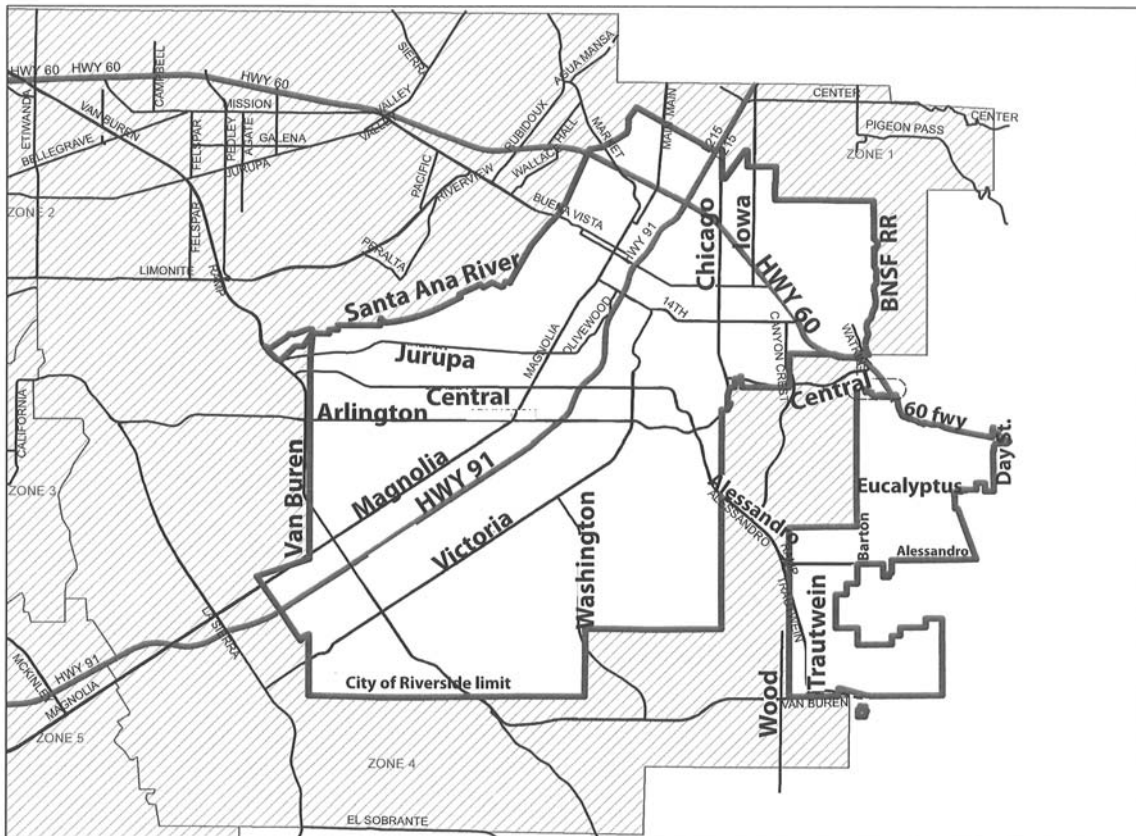 HWY 60
HWY 60
HWY 60
ETIWANDA
CAMPBELL
VAN BUREN
BELLEGRAVE
MISSION
FELSPAR
PEDLEY
AGATE
GALENA
JURUPA
VALLEY
SIERRA
AGUA MANSA
RUBIDOUX
WALLACE
HALL
MARKET
MAIN
MAIN
215
215
CENTER
CENTER
PIGEON PASS
ZONE 1
ZONE 2
FELSPAR
PACIFIC
RIVERVIEW
BUENA VISTA
PERALTA
LIMONITE
RAMP
Santa Ana River
HWY 91
Chicago
Iowa
HWY 60
BNSF RR
14TH
OLIVEWOOD
MAGNOLIA
CANYON CREST
Jurupa
Central
Central
60 fwy
Day St.
Arlington
CALIFORNIA
ZONE 3
Van Buren
Magnolia
HWY 91
Victoria
Washington
Alessandro
ALESSANDRO
Eucalyptus
Barton
Alessandro
Trautwein
TRAUTWEIN
Wood
VAN BUREN
City of Riverside limit
LA SIERRA
MCKINLEY
HWY 91
MAGNOLIA
ZONE 5
ZONE 4
EL SOBRANTE